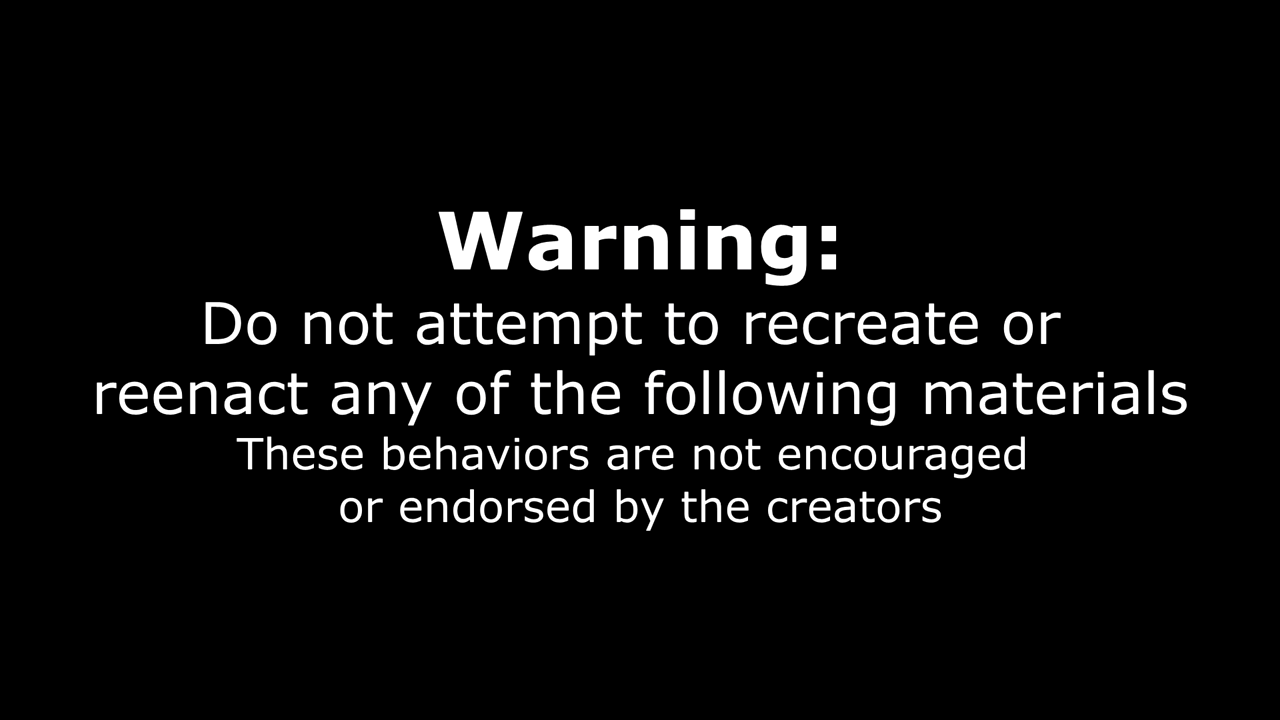 Warning:
Do not attempt to recreate or
reenact any of the following materials
These behaviors are not encouraged
or endorsed by the creators